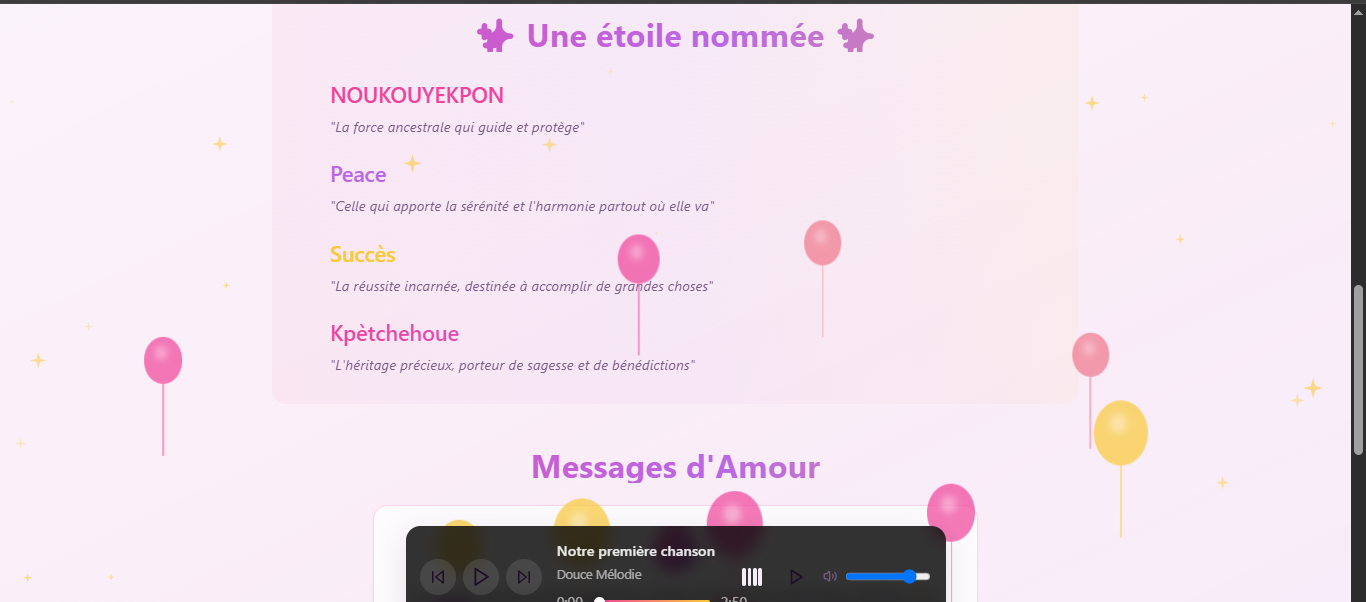 Une étoile nommée
NOUKOUYEKPON
"La force ancestrale qui guide et protège"
Peace
"Celle qui apporte la sérénité et l'harmonie partout où elle va"
Succès
"La réussite incarnée, destinée à accomplir de grandes choses"
Kpètchehoue
"L'héritage précieux, porteur de sagesse et de bénédictions"
Messages d'Amour
Notre première chanson
Douce Mélodie
0:00 2:50